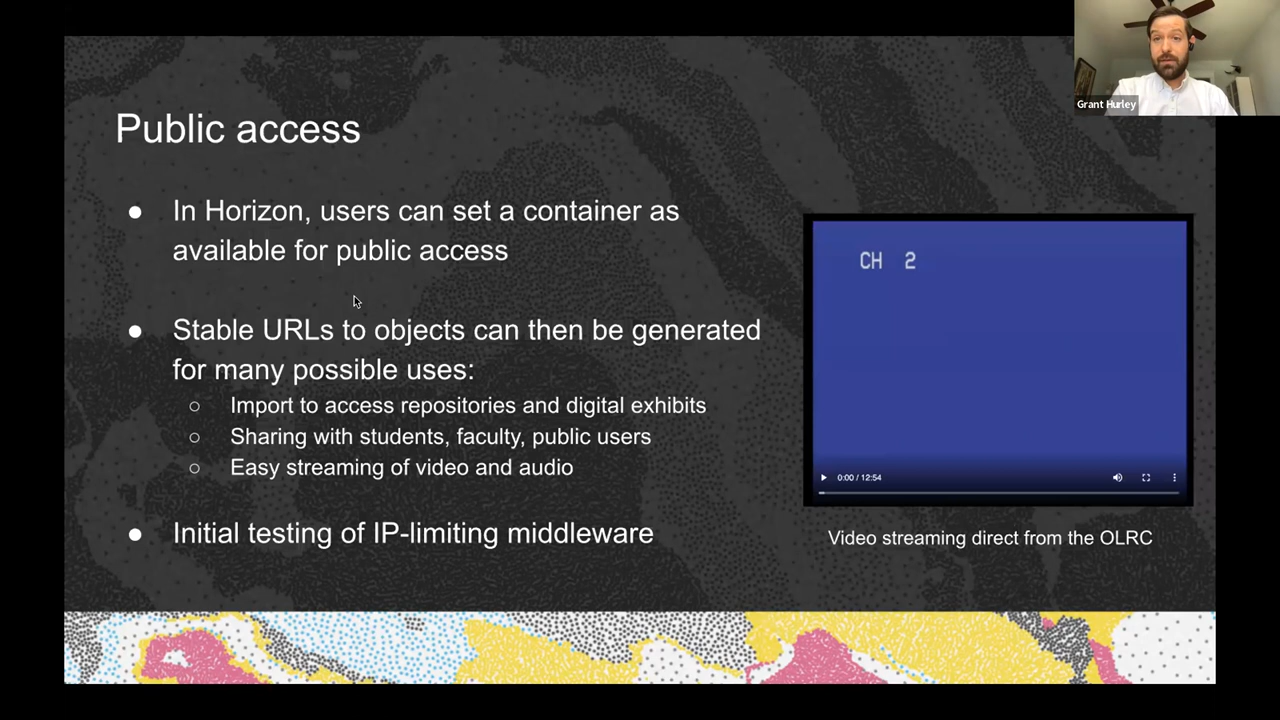 Grant Hurley
Public access
● In Horizon, users can set a container as
available for public access
● Stable URLs to objects can then be generated
for many possible uses:
○ Import to access repositories and digital exhibits
○ Sharing with students, faculty, public users
○ Easy streaming of video and audio
● Initial testing of IP-limiting middleware
CH 2
0:00 / 12:54
Video streaming direct from the OLRC